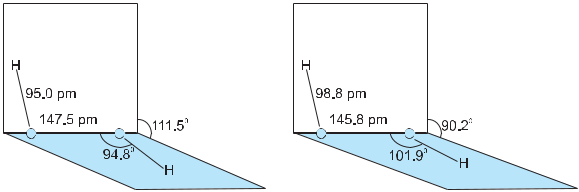 H
95.0 pm
147.5 pm
111.5°
94.8°
H
H
98.8 pm
145.8 pm
90.2°
101.9°
H